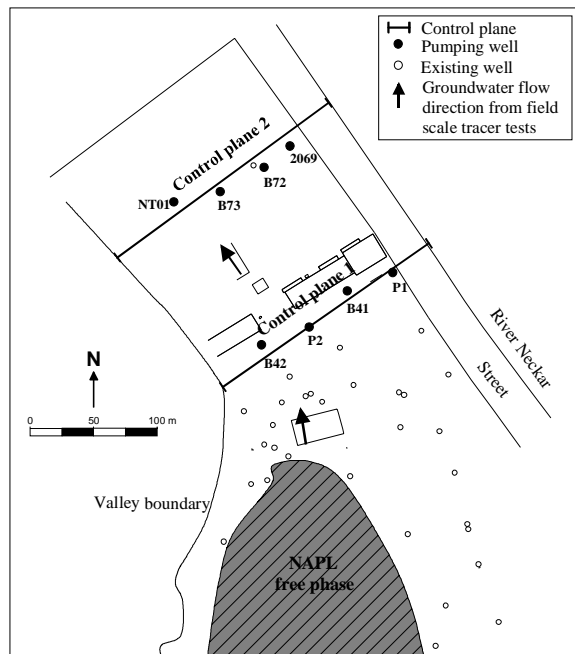 Control plane
Pumping well
Existing well
Groundwater flow
direction from field
scale tracer tests
Control plane 2
2069
B72
B73
NT01
Control plane 1
P1
B41
P2
B42
River Neckar
Street
N
0 50 100 m
Valley boundary
NAPL
free phase